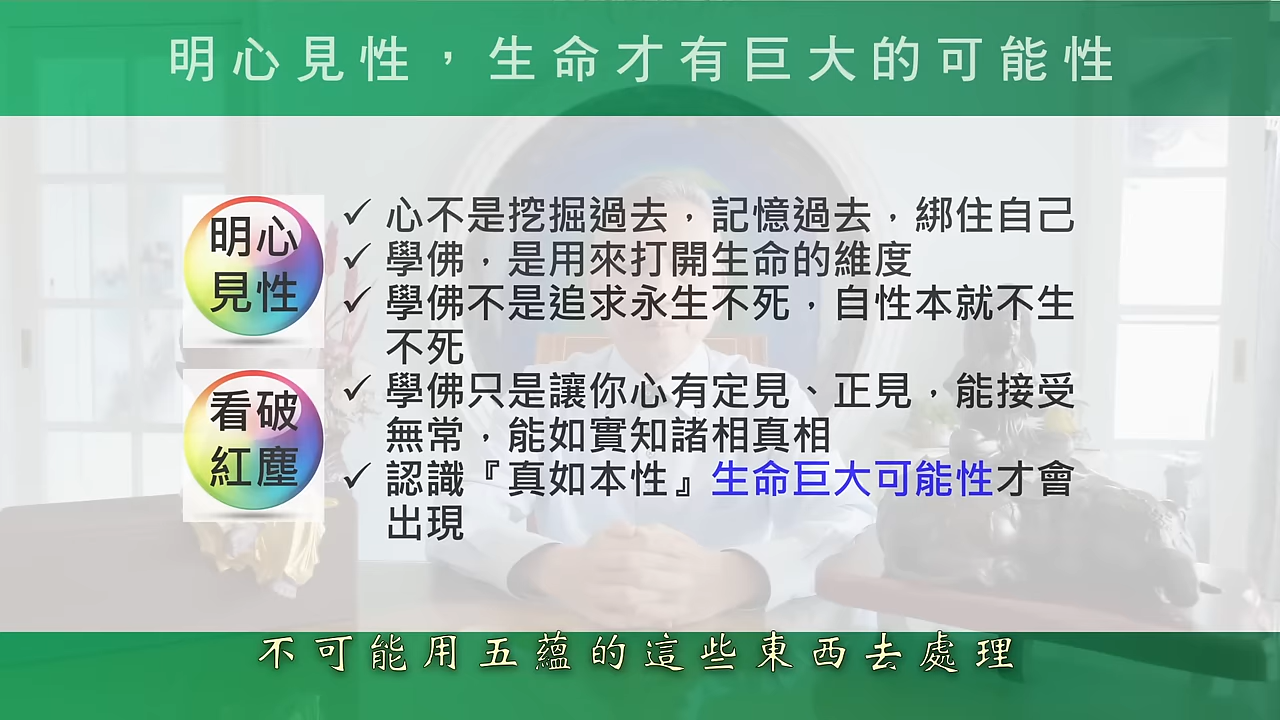 明心見性，生命才有巨大的可能性
明心
見性
✓ 心不是挖掘過去，記憶過去，綁住自己
✓ 學佛，是用來打開生命的維度
✓ 學佛不是追求永生不死，自性本就不生
不死
看破
紅塵
✓ 學佛只是讓你心有定見、正見，能接受
無常，能如實知諸相真相
✓ 認識『真如本性』生命巨大可能性才會
出現
不可能用五蘊的這些東西去處理